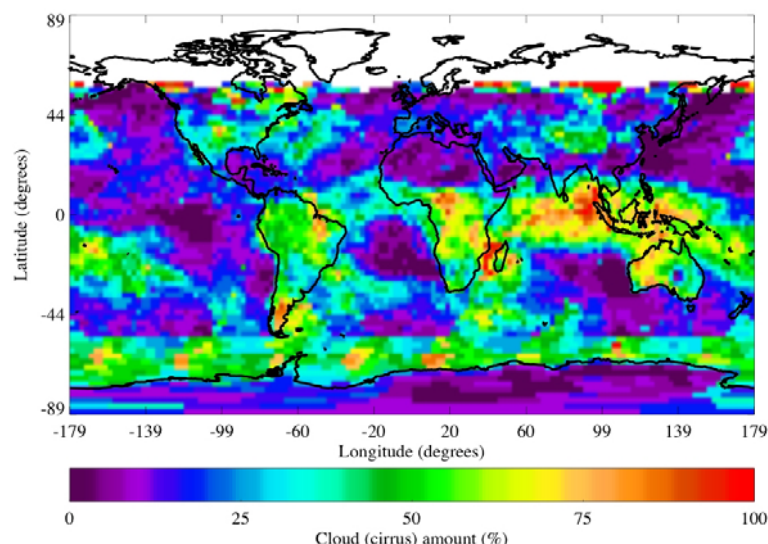 89
44
0
-44
-89
Latitude (degrees)
-179 -139 -99 -60 -20 20 60 99 139 179
Longitude (degrees)
0 25 50 75 100
Cloud (cirrus) amount (%)